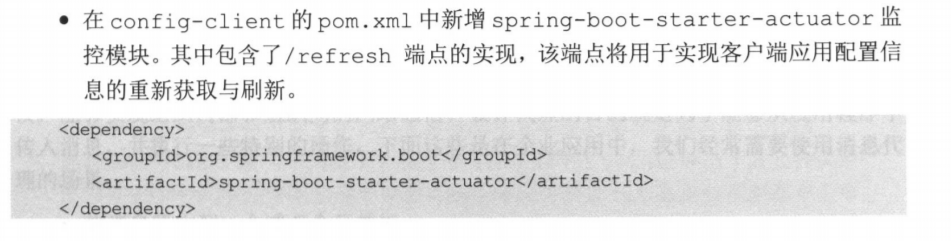 • 在 config-client 的 pom.xml 中新增 spring-boot-starter-actuator 监
控模块。其中包含了/refresh 端点的实现，该端点将用于实现客户端应用配置信
息的重新获取与刷新。
<dependency>
<groupId>org.springframework.boot</groupId>
<artifactId>spring-boot-starter-actuator</artifactId>
</dependency>